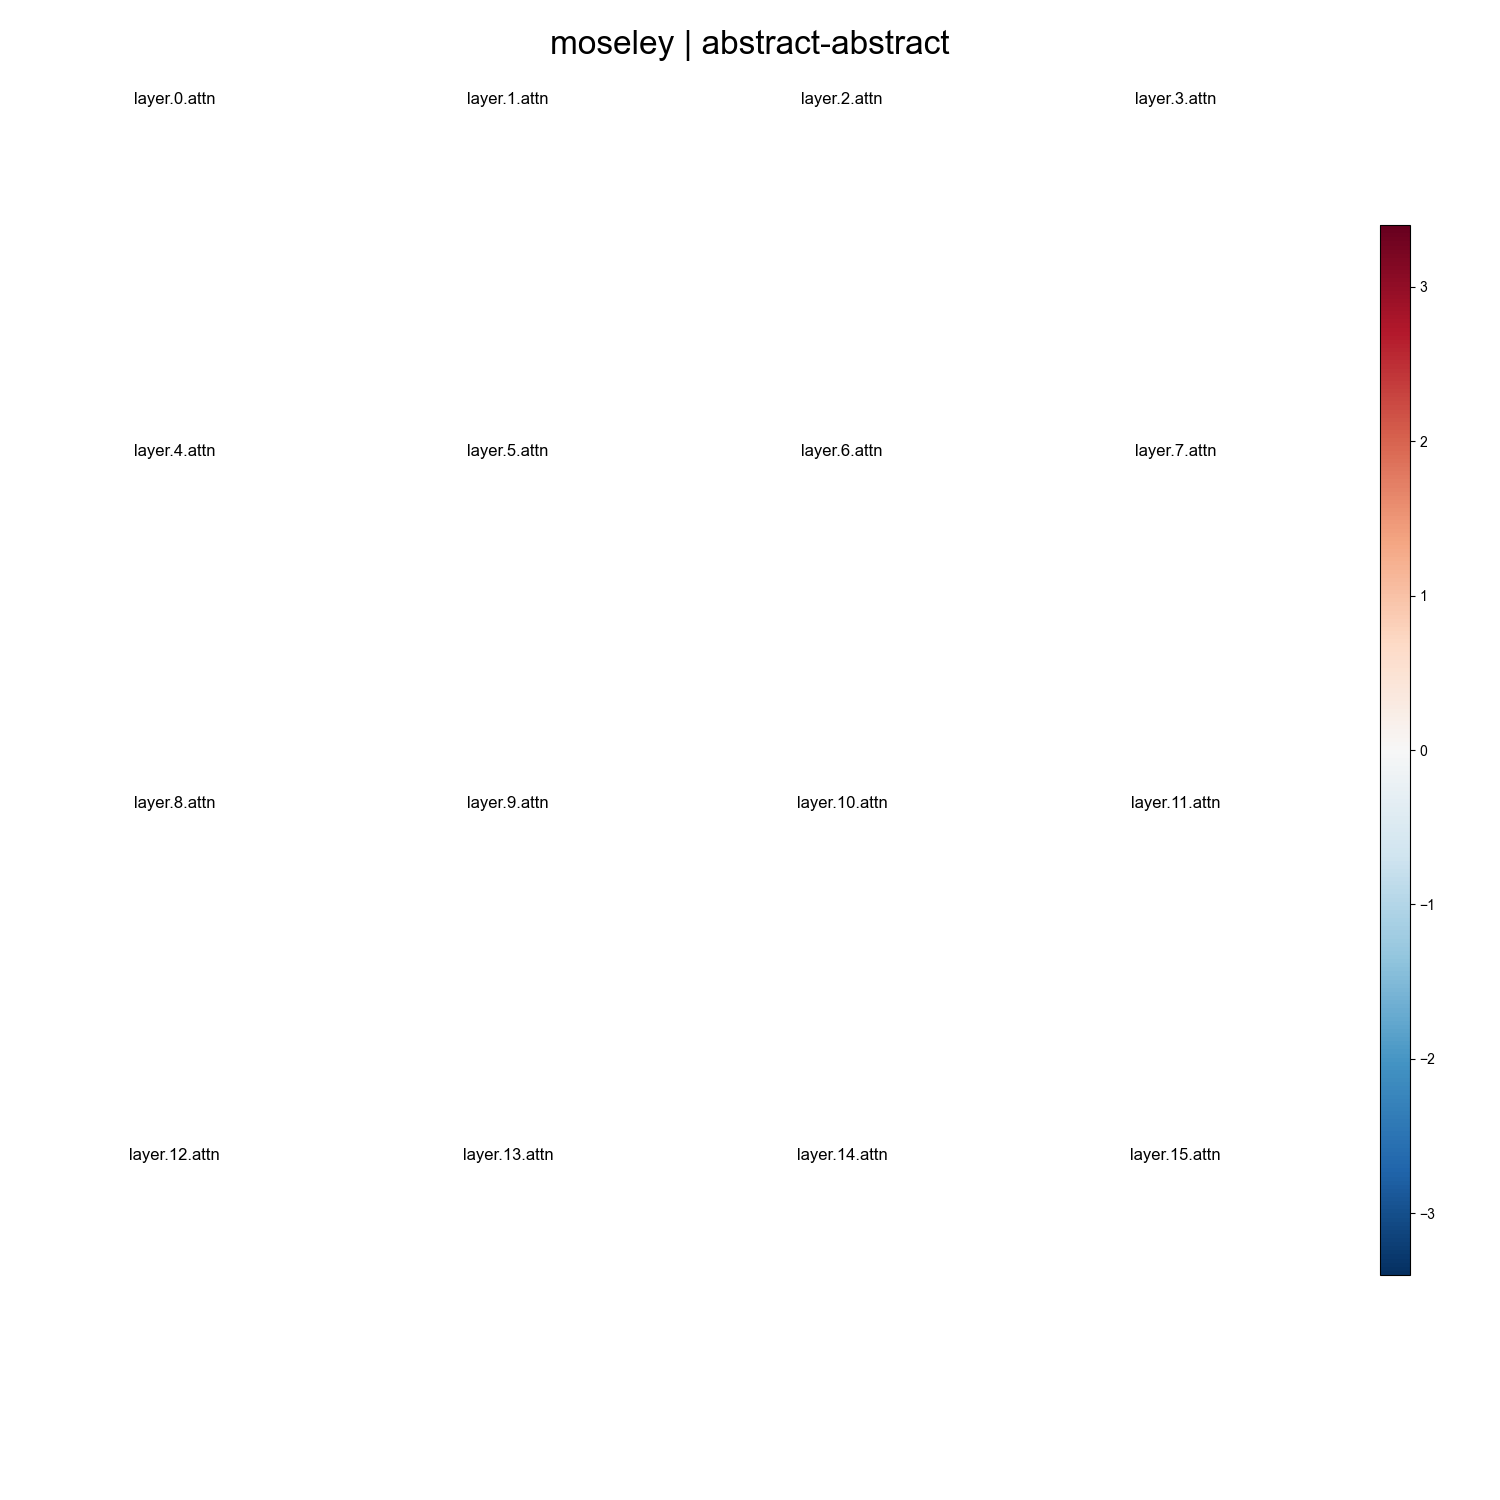 moseley | abstract-abstract
layer.0.attn
layer.1.attn
layer.2.attn
layer.3.attn
layer.4.attn
layer.5.attn
layer.6.attn
layer.7.attn
layer.8.attn
layer.9.attn
layer.10.attn
layer.11.attn
layer.12.attn
layer.13.attn
layer.14.attn
layer.15.attn
3
2
1
0
−1
−2
−3